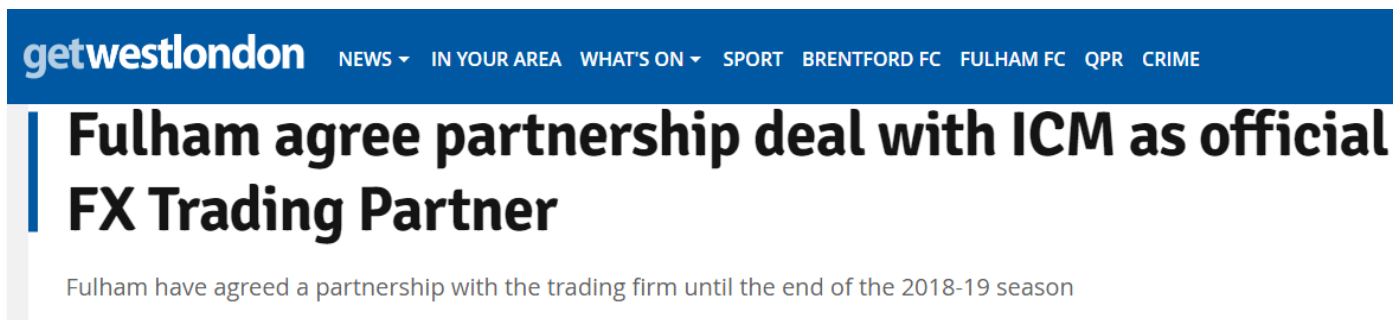 getwestlondon NEWS IN YOUR AREA WHAT'S ON SPORT BRENTFORD FC FULHAM FC QPR CRIME
Fulham agree partnership deal with ICM as official
FX Trading Partner
Fulham have agreed a partnership with the trading firm until the end of the 2018-19 season